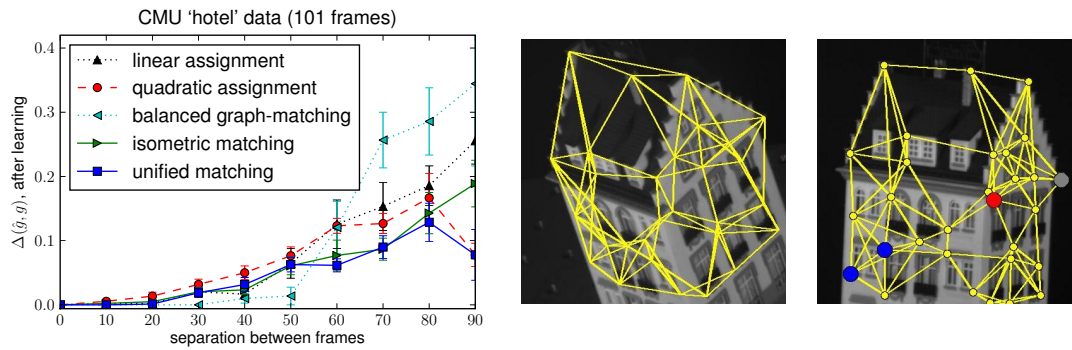 CMU 'hotel' data (101 frames)
Δ(ĝ, g), after learning
0.4
0.3
0.2
0.1
0.0
linear assignment
quadratic assignment
balanced graph-matching
isometric matching
unified matching
0 10 20 30 40 50 60 70 80 90
separation between frames